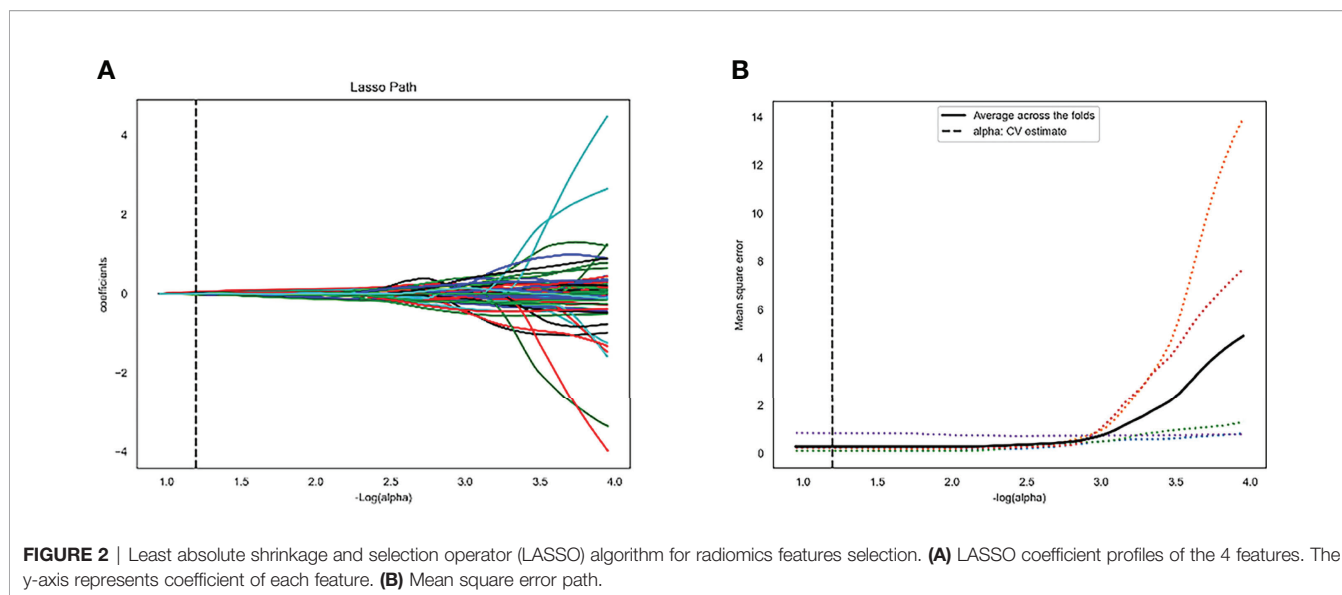 A
Lasso Path
coefficients
4
2
0
−2
−4
1.0 1.5 2.0 2.5 3.0 3.5 4.0
-Log(alpha)
B
Average across the folds
alpha: CV estimate
Mean square error
14
12
10
8
6
4
2
0
1.0 1.5 2.0 2.5 3.0 3.5 4.0
-log(alpha)
FIGURE 2 | Least absolute shrinkage and selection operator (LASSO) algorithm for radiomics features selection. (A) LASSO coefficient profiles of the 4 features. The
y-axis represents coefficient of each feature. (B) Mean square error path.